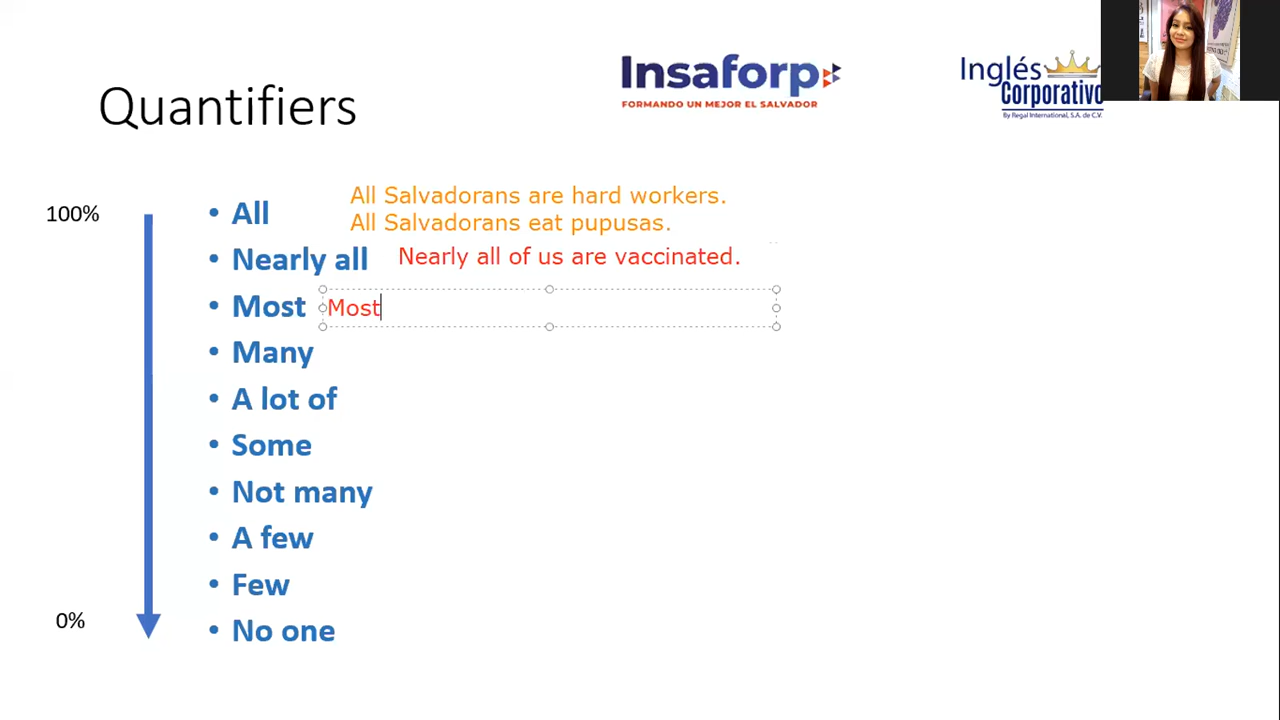 Insaforp
FORMANDO UN MEJOR EL SALVADOR
Inglés
Corporativo
By Regal International, S.A. de C.V.
Quantifiers
100%
• All
All Salvadorans are hard workers.
All Salvadorans eat pupusas.
• Nearly all
Nearly all of us are vaccinated.
• Most
Most
• Many
• A lot of
• Some
• Not many
• A few
• Few
0%
• No one